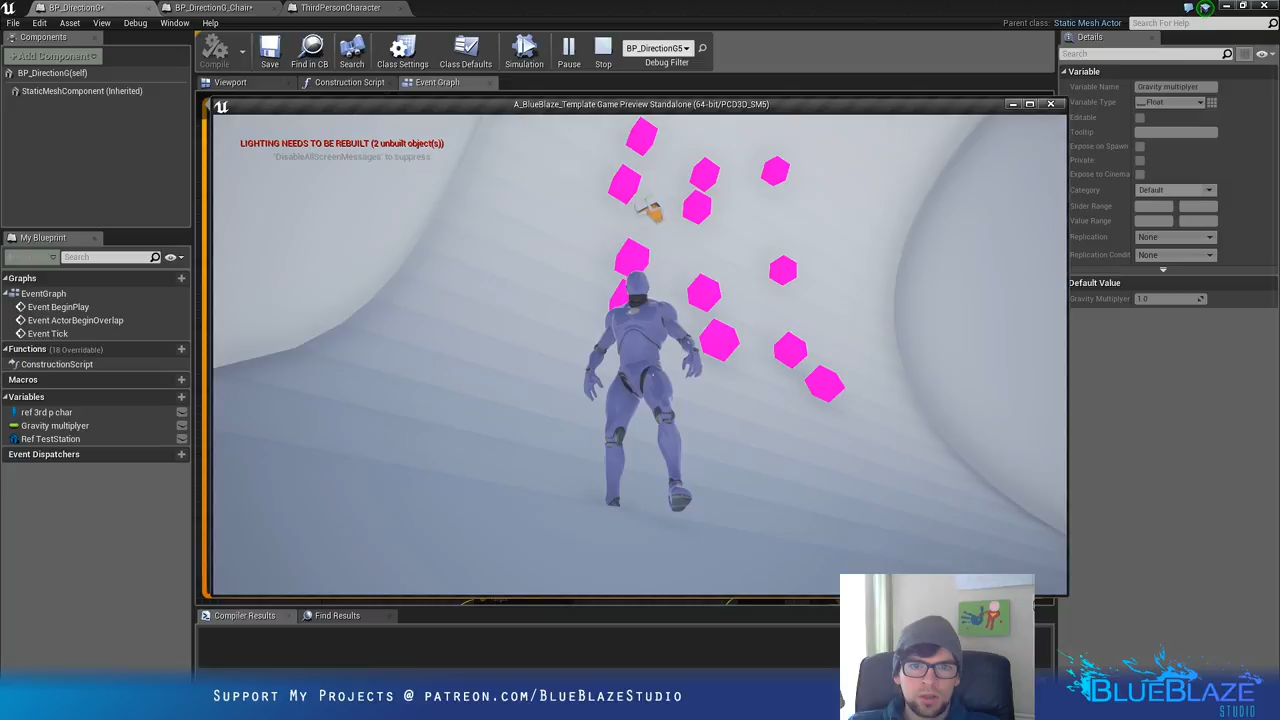 BP_DirectionG*
BP_DirectionG_Chair*
ThirdPersonCharacter
File
Edit
Asset
View
Debug
Window
Help
Parent class:
Static Mesh Actor
Search For Help
Components
+Add Component
BP_DirectionG(self)
StaticMeshComponent (Inherited)
Compile
Save
Find in CB
Search
Class Settings
Class Defaults
Simulation
Pause
Stop
BP_DirectionG5
Debug Filter
Viewport
Construction Script
Event Graph
A_BlueBlaze_Template Game Preview Standalone (64-bit/PCD3D_SM5)
LIGHTING NEEDS TO BE REBUILT (2 unbuilt object(s))
'DisableAllScreenMessages' to suppress
My Blueprint
Search
Graphs
EventGraph
Event BeginPlay
Event ActorBeginOverlap
Event Tick
Functions (18 Overridable)
ConstructionScript
Macros
Variables
ref 3rd p char
Gravity multiplyer
Ref TestStation
Event Dispatchers
Details
Search
Variable
Variable Name
Gravity multiplyer
Variable Type
Float
Editable
Tooltip
Expose on Spawn
Private
Expose to Cinema
Category
Default
Slider Range
Value Range
Replication
None
Replication Condit
None
Default Value
Gravity Multiplyer
1.0
Compiler Results
Find Results
Support My Projects @ patreon.com/BlueBlazeStudio
BLUEBLAZE
STUDIO